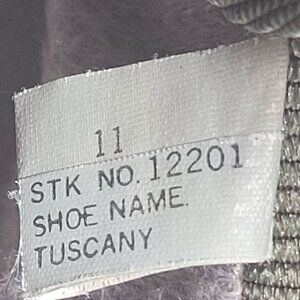 11
STK NO. 12201
SHOE NAME.
TUSCANY